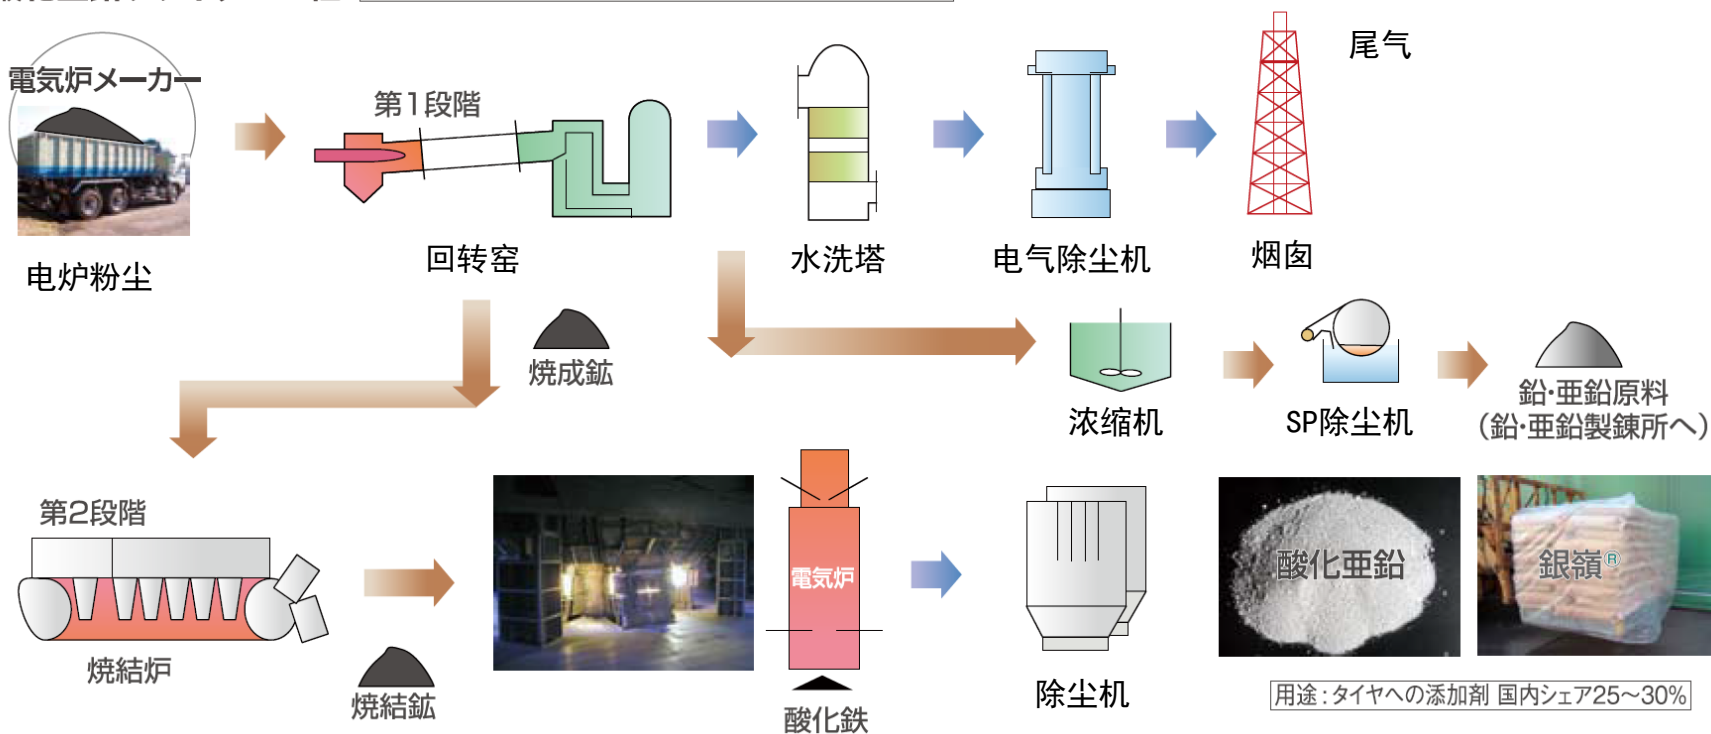 電気炉メーカー
第1段階
尾气
电炉粉尘
回转窑
水洗塔
电气除尘机
烟囱
焼成鉱
浓缩机
SP除尘机
鉛・亜鉛原料
（鉛・亜鉛製錬所へ）
第2段階
焼結炉
焼結鉱
電気炉
酸化鉄
除尘机
酸化亜鉛
銀嶺®
用途：タイヤへの添加剤 国内シェア25〜30%